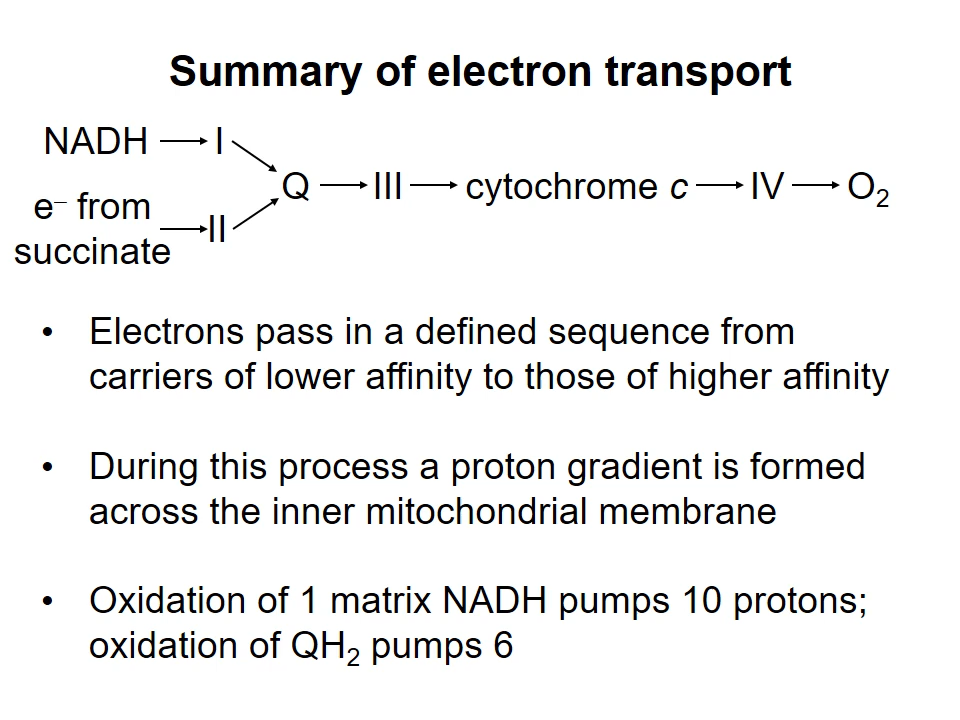 Summary of electron transport
NADH → I
Q → III → cytochrome c → IV → O₂
e⁻ from
succinate → II
• Electrons pass in a defined sequence from
carriers of lower affinity to those of higher affinity
• During this process a proton gradient is formed
across the inner mitochondrial membrane
• Oxidation of 1 matrix NADH pumps 10 protons;
oxidation of QH₂ pumps 6